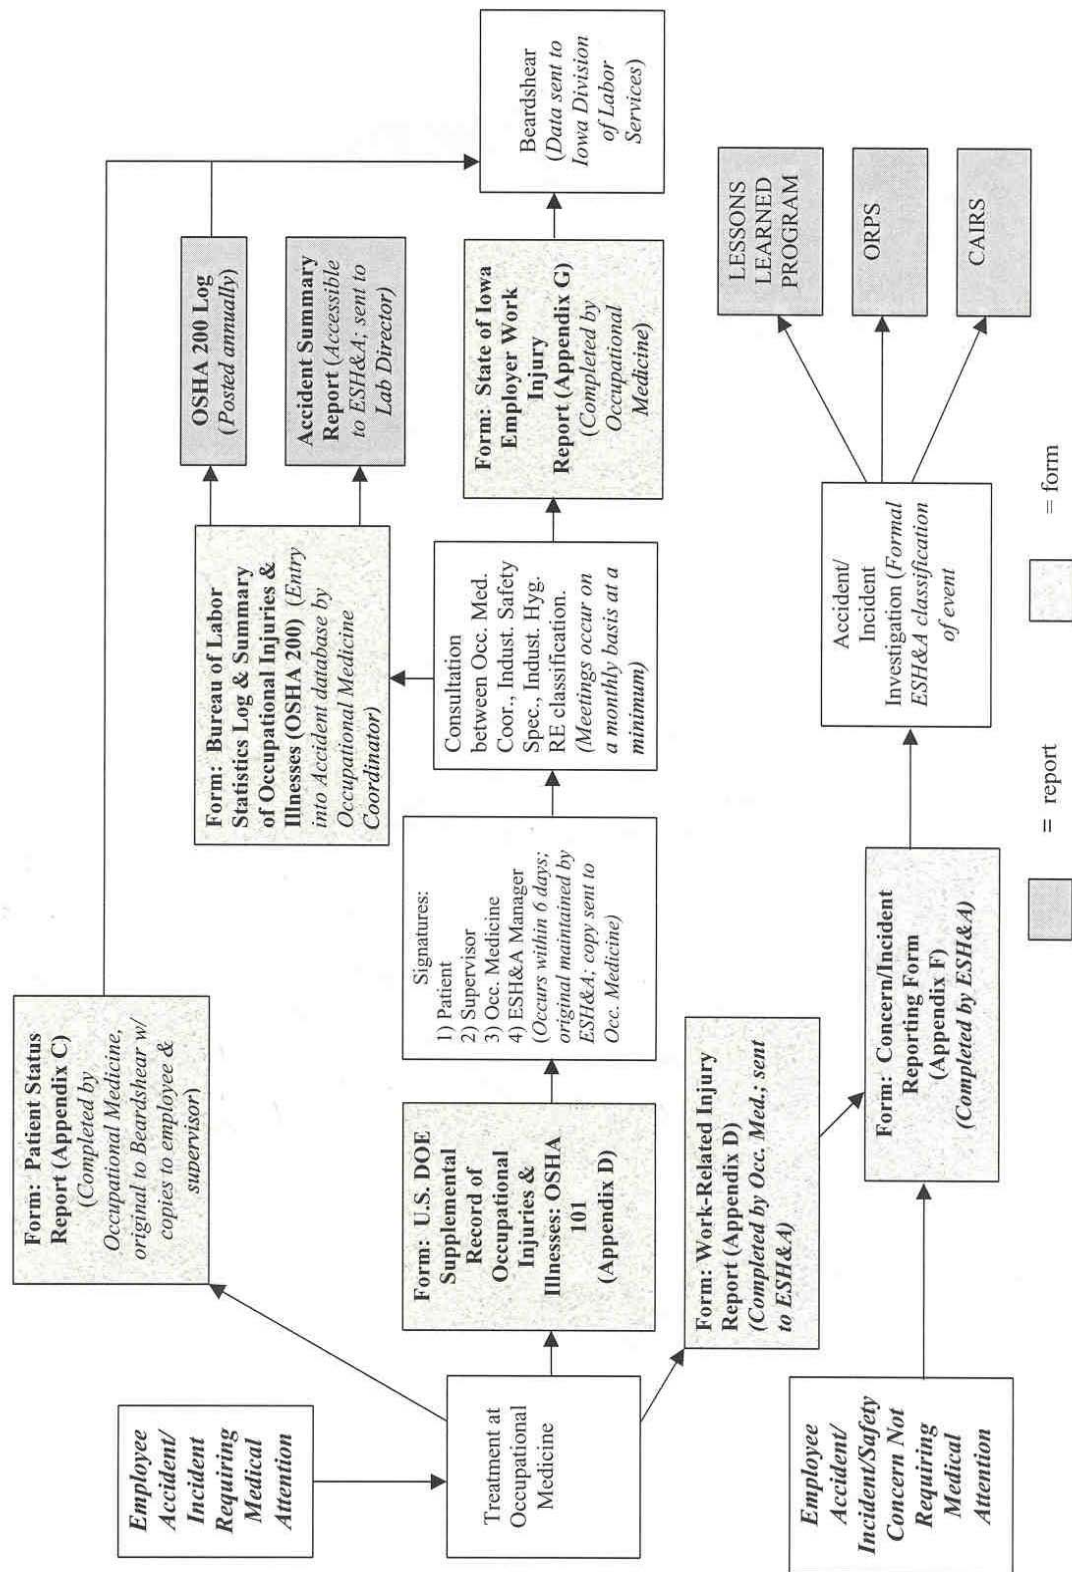 Employee
Accident/
Incident
Requiring
Medical
Attention
Treatment at
Occupational
Medicine
Form:  Patient Status
Report (Appendix C)
(Completed by
Occupational Medicine,
original to Beardshear w/
copies to employee &
supervisor)
Form:  U.S. DOE
Supplemental
Record of
Occupational
Injuries &
Illnesses: OSHA
101
(Appendix D)
Signatures:
1) Patient
2) Supervisor
3) Occ. Medicine
4) ESH&A Manager
(Occurs within 6 days;
original maintained by
ESH&A; copy sent to
Occ. Medicine)
Consultation
between Occ. Med.
Coor., Indust. Safety
Spec., Indust. Hyg.
RE classification.
(Meetings occur on
a monthly basis at a
minimum)
Form:  Bureau of Labor
Statistics Log & Summary
of Occupational Injuries &
Illnesses (OSHA 200)  (Entry
into Accident database by
Occupational Medicine
Coordinator)
OSHA 200 Log
(Posted annually)
Accident Summary
Report (Accessible
to ESH&A; sent to
Lab Director)
Form:  State of Iowa
Employer Work
Injury
Report (Appendix G)
(Completed by
Occupational
Medicine)
Beardshear
(Data sent to
Iowa Division
of Labor
Services)
Form: Work-Related Injury
Report (Appendix D)
(Completed by Occ. Med.; sent
to ESH&A)
Employee
Accident/
Incident/Safety
Concern Not
Requiring
Medical
Attention
Form:  Concern/Incident
Reporting Form
(Appendix F)
(Completed by ESH&A)
Accident/
Incident
Investigation (Formal
ESH&A classification
of event)
LESSONS
LEARNED
PROGRAM
ORPS
CAIRS
= report
= form